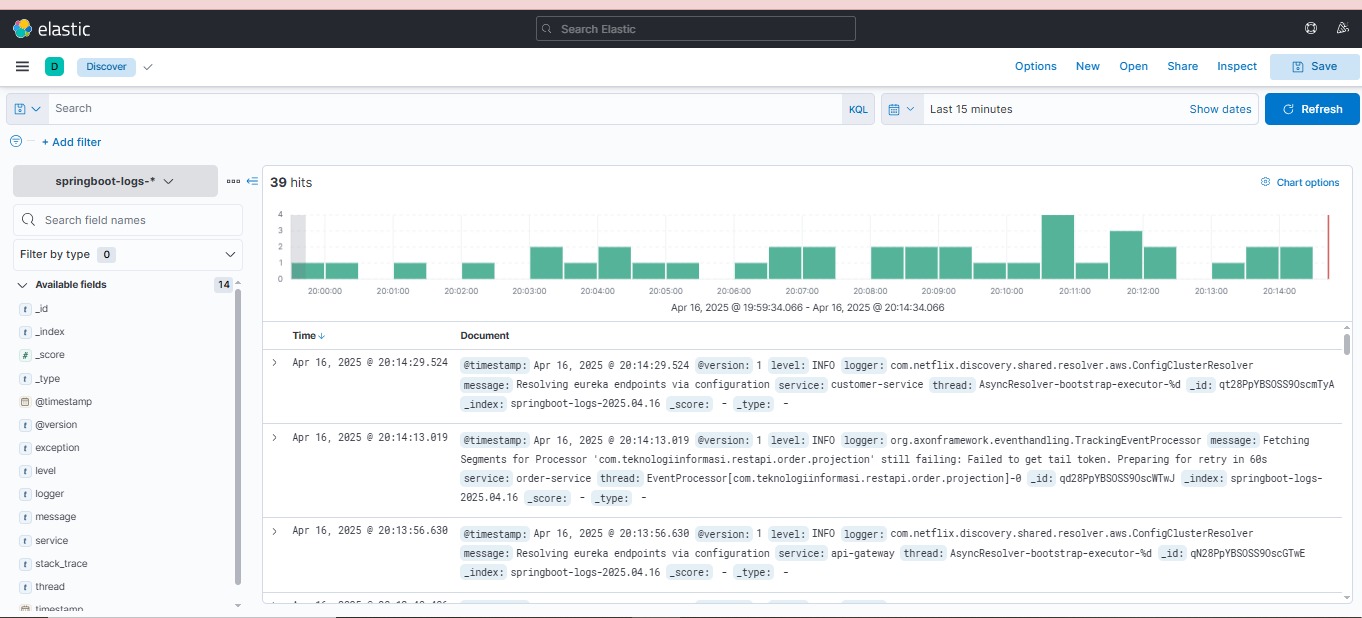 elastic
Search Elastic
D Discover
Options New Open Share Inspect Save
Search KQL Last 15 minutes Show dates Refresh
+ Add filter
springboot-logs-*
39 hits Chart options
Search field names
Filter by type 0
Available fields 14
t _id
t _index
# _score
t _type
@timestamp
t @version
t exception
t level
t logger
t message
t service
t stack_trace
t thread
timestamp
4
3
2
1
0
20:00:00 20:01:00 20:02:00 20:03:00 20:04:00 20:05:00 20:06:00 20:07:00 20:08:00 20:09:00 20:10:00 20:11:00 20:12:00 20:13:00 20:14:00
Apr 16, 2025 @ 19:59:34.066 - Apr 16, 2025 @ 20:14:34.066
Time Document
Apr 16, 2025 @ 20:14:29.524 @timestamp: Apr 16, 2025 @ 20:14:29.524 @version: 1 level: INFO logger: com.netflix.discovery.shared.resolver.aws.ConfigClusterResolver
message: Resolving eureka endpoints via configuration service: customer-service thread: AsyncResolver-bootstrap-executor-%d _id: qt28PpYBSOSS9OscmTyA
_index: springboot-logs-2025.04.16 _score: - _type: -
Apr 16, 2025 @ 20:14:13.019 @timestamp: Apr 16, 2025 @ 20:14:13.019 @version: 1 level: INFO logger: org.axonframework.eventhandling.TrackingEventProcessor message: Fetching
Segments for Processor 'com.teknologiinformasi.restapi.order.projection' still failing: Failed to get tail token. Preparing for retry in 60s
service: order-service thread: EventProcessor[com.teknologiinformasi.restapi.order.projection]-0 _id: qd28PpYBSOSS9OscWTwJ _index: springboot-logs-
2025.04.16 _score: - _type: -
Apr 16, 2025 @ 20:13:56.630 @timestamp: Apr 16, 2025 @ 20:13:56.630 @version: 1 level: INFO logger: com.netflix.discovery.shared.resolver.aws.ConfigClusterResolver
message: Resolving eureka endpoints via configuration service: api-gateway thread: AsyncResolver-bootstrap-executor-%d _id: qN28PpYBSOSS9OscGTwE
_index: springboot-logs-2025.04.16 _score: - _type: -